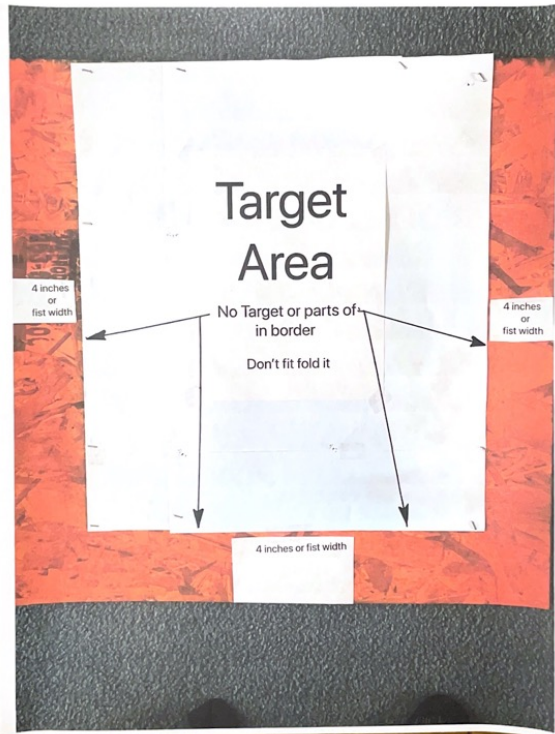 Target
Area
No Target or parts of
in border
Don't fit fold it
4 inches
or
fist width
4 inches
or
fist width
4 inches or fist width